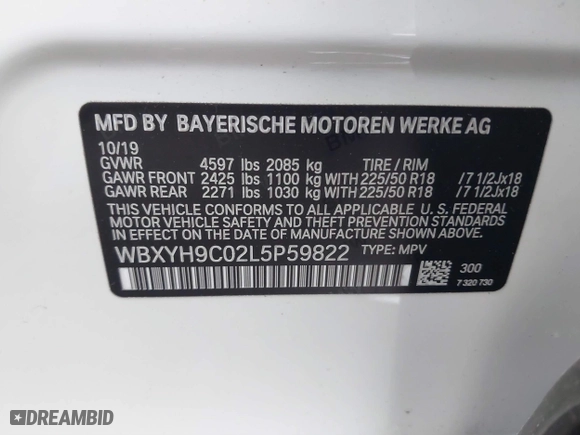 MFD BY BAYERISCHE MOTOREN WERKE AG
10/19
GVWR 4597 lbs 2085 kg TIRE / RIM
GAWR FRONT 2425 lbs 1100 kg WITH 225/50 R18 /7 1/2Jx18
GAWR REAR 2271 lbs 1030 kg WITH 225/50 R18 /7 1/2Jx18
THIS VEHICLE CONFORMS TO ALL APPLICABLE U. S. FEDERAL
MOTOR VEHICLE SAFETY AND THEFT PREVENTION STANDARDS
IN EFFECT ON THE DATE OF MANUFACTURE SHOWN ABOVE.
WBXYH9C02L5P59822 TYPE: MPV
300
7 320 730
DREAMBID